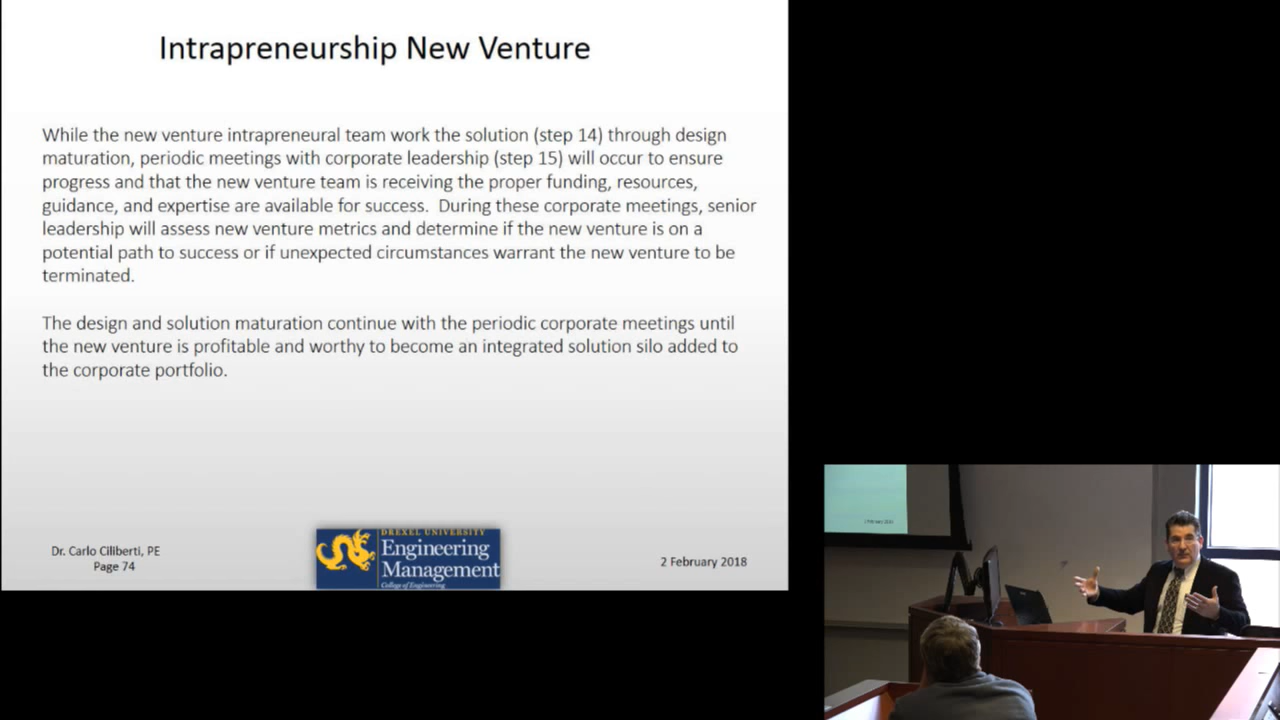 Intrapreneurship New Venture
While the new venture intrapreneural team work the solution (step 14) through design
maturation, periodic meetings with corporate leadership (step 15) will occur to ensure
progress and that the new venture team is receiving the proper funding, resources,
guidance, and expertise are available for success.  During these corporate meetings, senior
leadership will assess new venture metrics and determine if the new venture is on a
potential path to success or if unexpected circumstances warrant the new venture to be
terminated.
The design and solution maturation continue with the periodic corporate meetings until
the new venture is profitable and worthy to become an integrated solution silo added to
the corporate portfolio.
Dr. Carlo Ciliberti, PE
Page 74
DREXEL UNIVERSITY
Engineering
Management
College of Engineering
2 February 2018